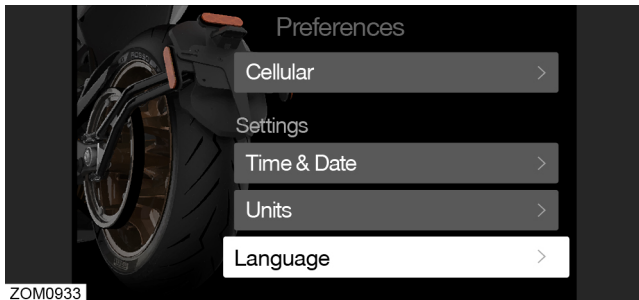 Preferences
Cellular
Settings
Time & Date
Units
Language
ZOM0933